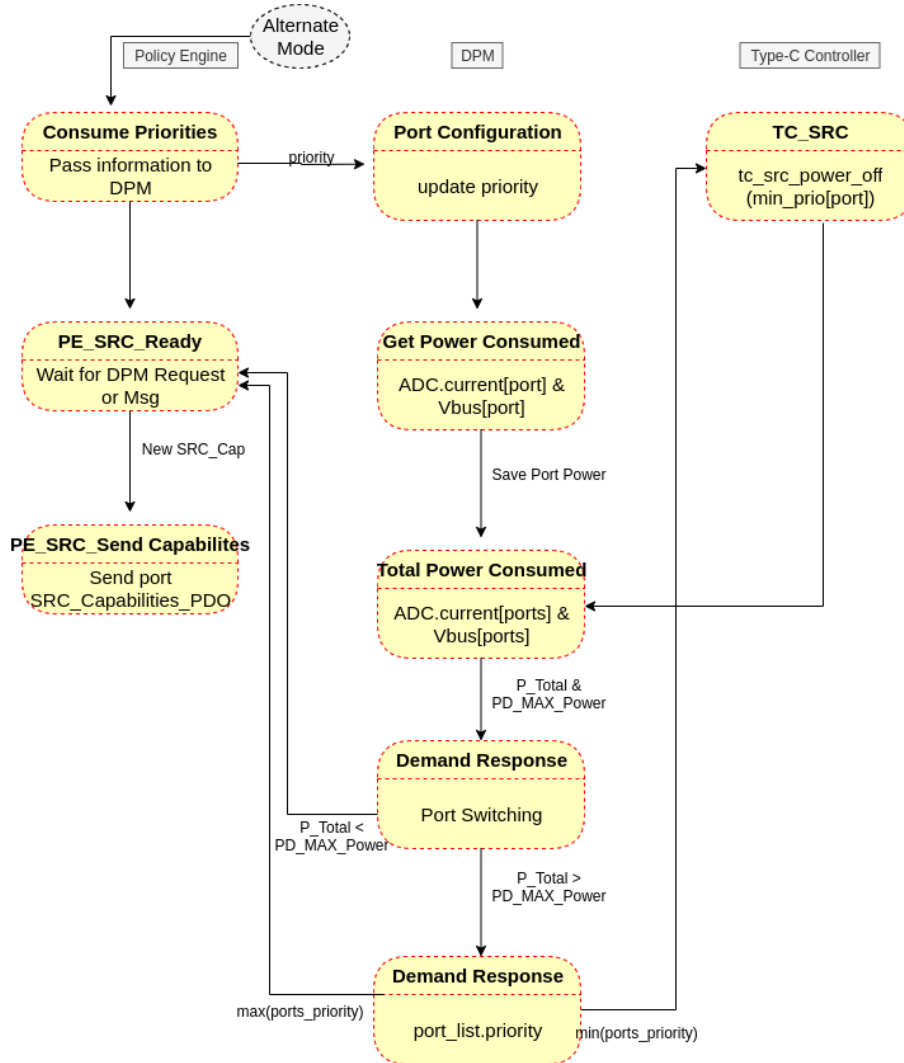 Alternate
Mode
Policy Engine
DPM
Type-C Controller
Consume Priorities
Pass information to
DPM
priority
Port Configuration
update priority
TC_SRC
tc_src_power_off
(min_prio[port])
PE_SRC_Ready
Wait for DPM Request
or Msg
Get Power Consumed
ADC.current[port] &
Vbus[port]
New SRC_Cap
Save Port Power
PE_SRC_Send Capabilites
Send port
SRC_Capabilities_PDO
Total Power Consumed
ADC.current[ports] &
Vbus[ports]
P_Total &
PD_MAX_Power
Demand Response
Port Switching
P_Total <
PD_MAX_Power
P_Total >
PD_MAX_Power
Demand Response
port_list.priority
max(ports_priority)
min(ports_priority)